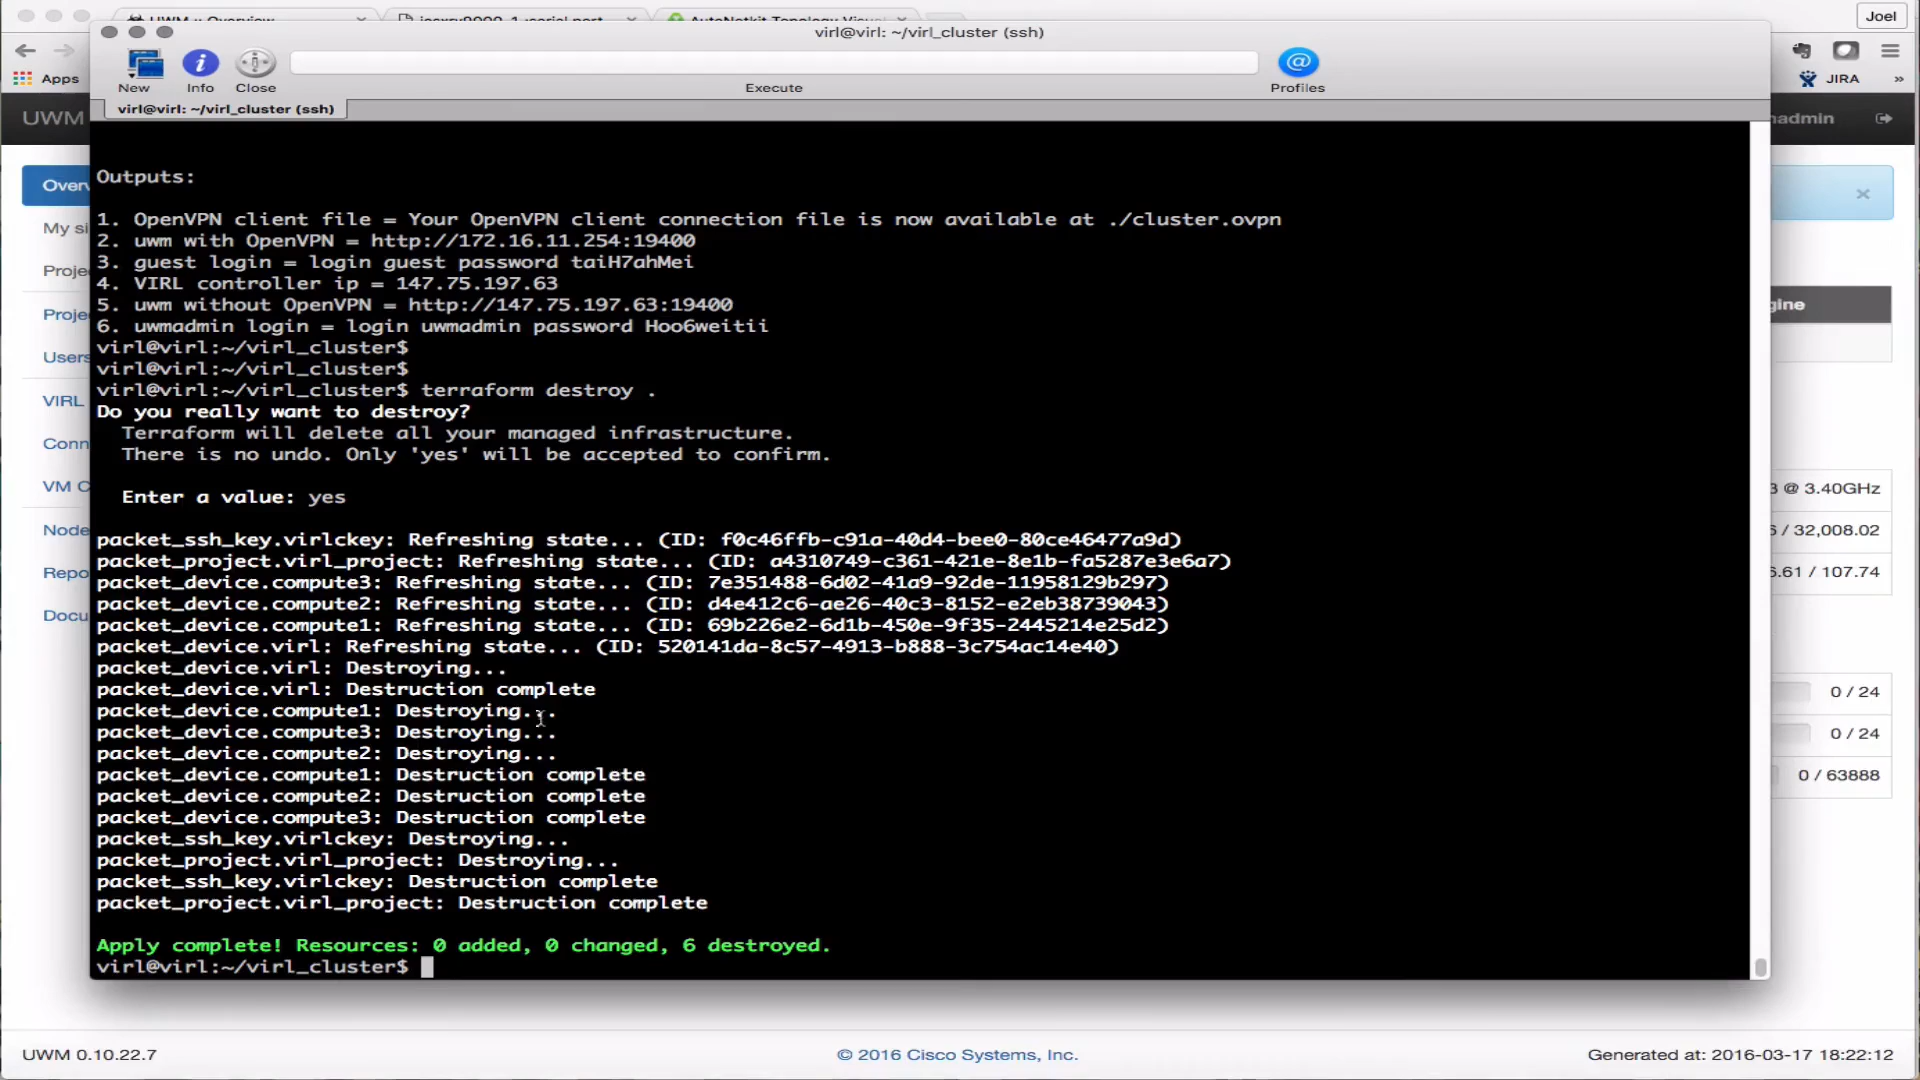 UWM :: Overview
iosxrv9000-1 :serial port
AutoNetkit Topology Visual
Joel
virl@virl: ~/virl_cluster (ssh)
New
Info
Close
Execute
Profiles
Apps
JIRA
»
virl@virl: ~/virl_cluster (ssh)
UWM
admin
Overv
My si
Projec
Proje
Users
VIRL
Conn
VM C
Node
Repo
Docu
Outputs:
1. OpenVPN client file = Your OpenVPN client connection file is now available at ./cluster.ovpn
2. uwm with OpenVPN = http://172.16.11.254:19400
3. guest login = login guest password taiH7ahMei
4. VIRL controller ip = 147.75.197.63
5. uwm without OpenVPN = http://147.75.197.63:19400
6. uwmadmin login = login uwmadmin password Hoo6weitii
virl@virl:~/virl_cluster$
virl@virl:~/virl_cluster$
virl@virl:~/virl_cluster$ terraform destroy .
Do you really want to destroy?
Terraform will delete all your managed infrastructure.
There is no undo. Only 'yes' will be accepted to confirm.
Enter a value: yes
packet_ssh_key.virlckey: Refreshing state... (ID: f0c46ffb-c91a-40d4-bee0-80ce46477a9d)
packet_project.virl_project: Refreshing state... (ID: a4310749-c361-421e-8e1b-fa5287e3e6a7)
packet_device.compute3: Refreshing state... (ID: 7e351488-6d02-41a9-92de-11958129b297)
packet_device.compute2: Refreshing state... (ID: d4e412c6-ae26-40c3-8152-e2eb38739043)
packet_device.compute1: Refreshing state... (ID: 69b226e2-6d1b-450e-9f35-2445214e25d2)
packet_device.virl: Refreshing state... (ID: 520141da-8c57-4913-b888-3c754ac14e40)
packet_device.virl: Destroying...
packet_device.virl: Destruction complete
packet_device.compute1: Destroying...
packet_device.compute3: Destroying...
packet_device.compute2: Destroying...
packet_device.compute1: Destruction complete
packet_device.compute2: Destruction complete
packet_device.compute3: Destruction complete
packet_ssh_key.virlckey: Destroying...
packet_project.virl_project: Destroying...
packet_ssh_key.virlckey: Destruction complete
packet_project.virl_project: Destruction complete
Apply complete! Resources: 0 added, 0 changed, 6 destroyed.
virl@virl:~/virl_cluster$
gine
3 @ 3.40GHz
6 / 32,008.02
6.61 / 107.74
0 / 24
0 / 24
0 / 63888
UWM 0.10.22.7
© 2016 Cisco Systems, Inc.
Generated at: 2016-03-17 18:22:12